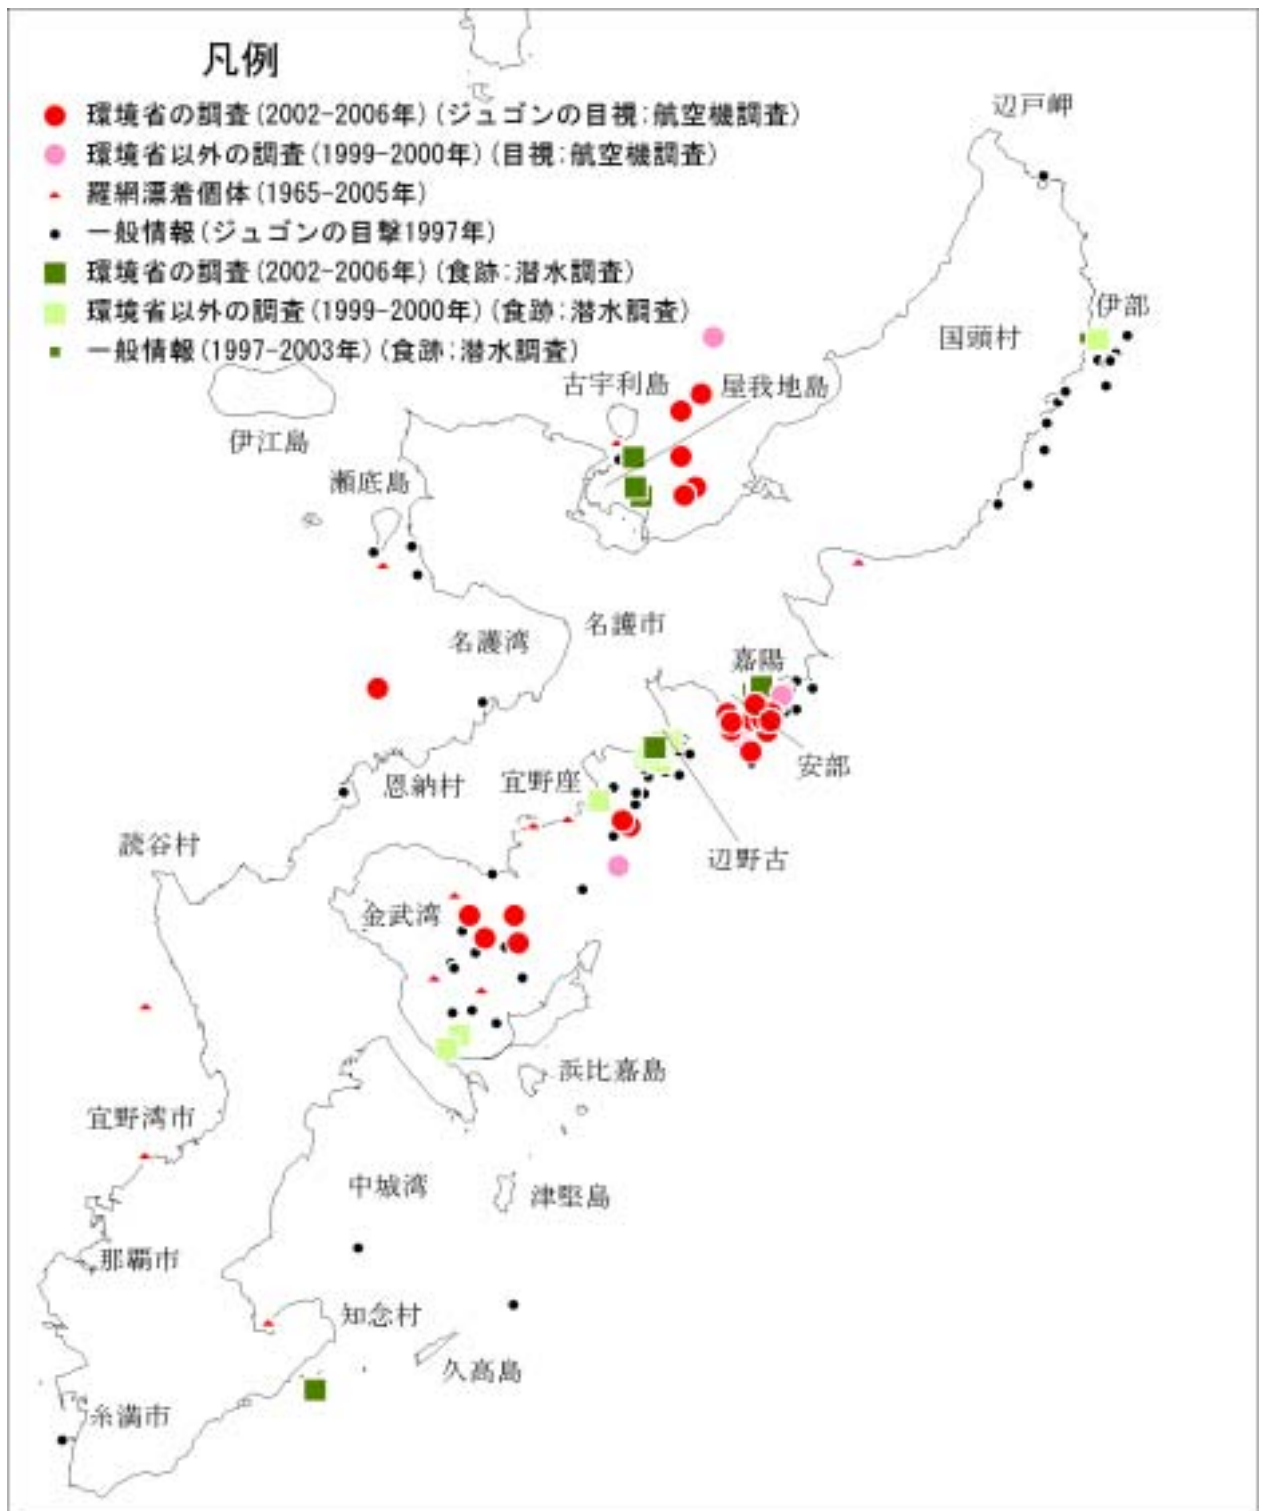 凡例
環境省の調査(2002-2006年)(ジュゴンの目視:航空機調査)
環境省以外の調査(1999-2000年)(目視:航空機調査)
羅網漂着個体(1965-2005年)
一般情報(ジュゴンの目撃1997年)
環境省の調査(2002-2006年)(食跡:潜水調査)
環境省以外の調査(1999-2000年)(食跡:潜水調査)
一般情報(1997-2003年)(食跡:潜水調査)
辺戸岬
伊部
国頭村
古宇利島
屋我地島
伊江島
瀬底島
名護湾
名護市
嘉陽
安部
恩納村
宜野座
読谷村
辺野古
金武湾
浜比嘉島
宜野湾市
中城湾
津堅島
那覇市
知念村
久高島
糸満市